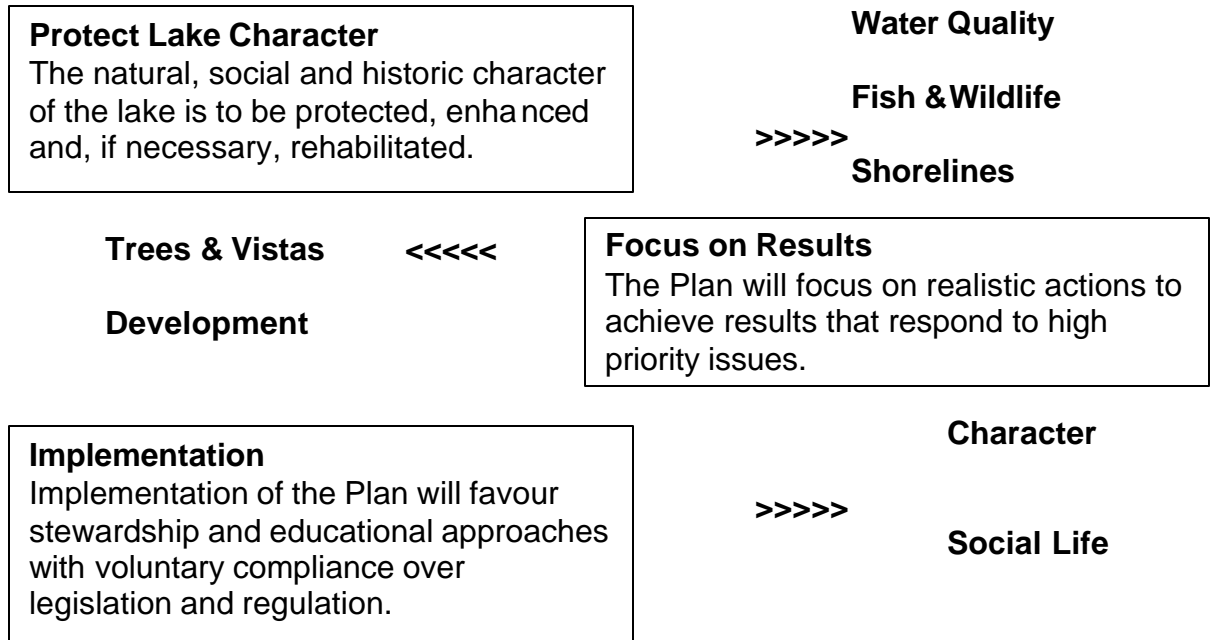 Protect Lake Character
The natural, social and historic character
of the lake is to be protected, enhanced
and, if necessary, rehabilitated.
Water Quality
Fish & Wildlife
>>>>>
Shorelines
Trees & Vistas <<<<<
Development
Focus on Results
The Plan will focus on realistic actions to
achieve results that respond to high
priority issues.
Implementation
Implementation of the Plan will favour
stewardship and educational approaches
with voluntary compliance over
legislation and regulation.
Character
>>>>>
Social Life